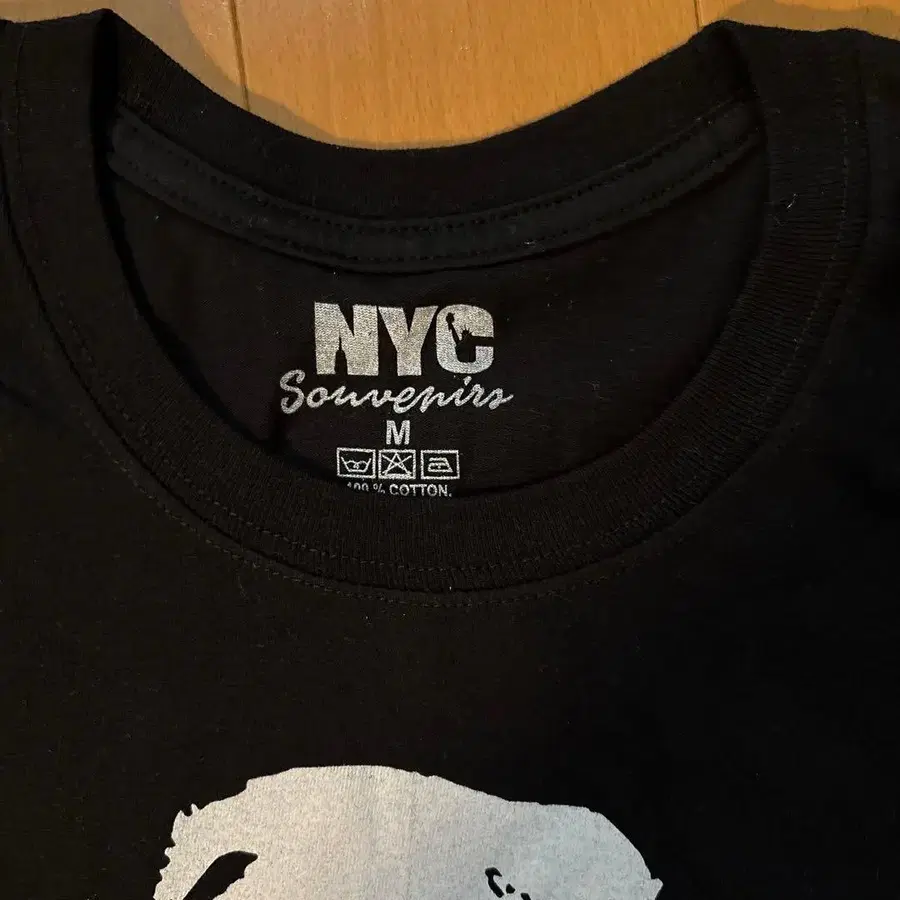 NYC
Souvenirs
M
100 % COTTON.